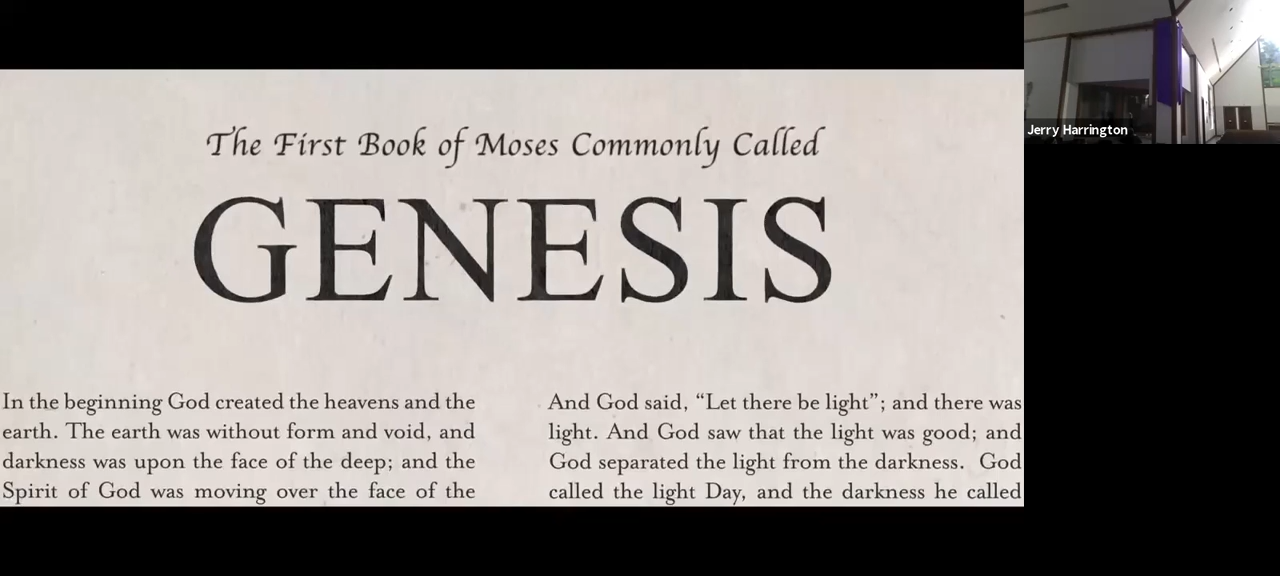 The First Book of Moses Commonly Called
GENESIS
In the beginning God created the heavens and the
earth. The earth was without form and void, and
darkness was upon the face of the deep; and the
Spirit of God was moving over the face of the
And God said, “Let there be light”; and there was
light. And God saw that the light was good; and
God separated the light from the darkness. God
called the light Day, and the darkness he called
Jerry Harrington